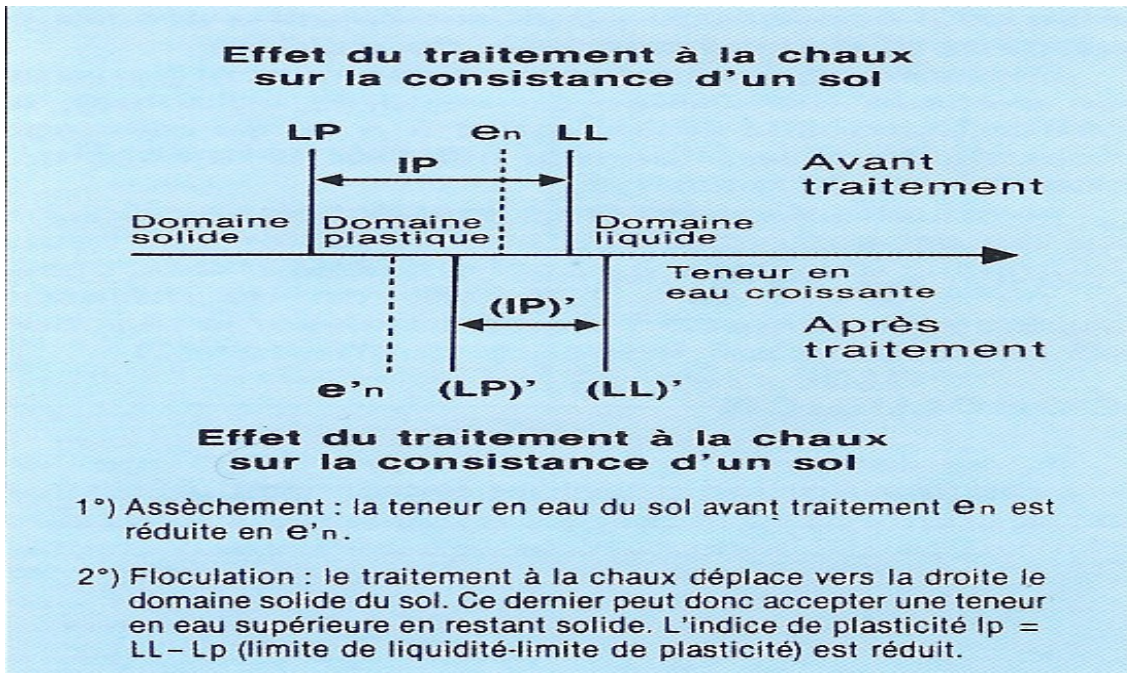 Effet du traitement à la chaux
sur la consistance d'un sol
LP en LL
IP
Avant
traitement
Domaine
solide
Domaine
plastique
Domaine
liquide
Teneur en
eau croissante
(IP)'
Après
traitement
e'n (LP)' (LL)'
Effet du traitement à la chaux
sur la consistance d'un sol
1°) Assèchement : la teneur en eau du sol avant traitement en est
réduite en e'n.
2°) Floculation : le traitement à la chaux déplace vers la droite le
domaine solide du sol. Ce dernier peut donc accepter une teneur
en eau supérieure en restant solide. L'indice de plasticité Ip =
LL–Lp (limite de liquidité-limite de plasticité) est réduit.